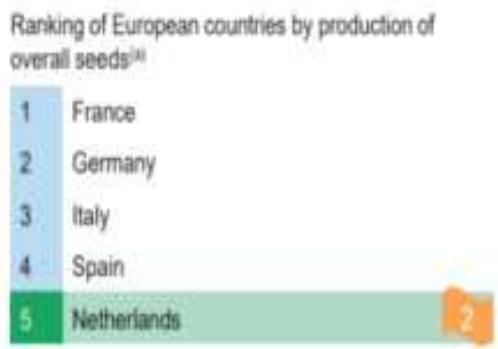 Ranking of European countries by production of
overall seeds(a)
1 France
2 Germany
3 Italy
4 Spain
5 Netherlands 2